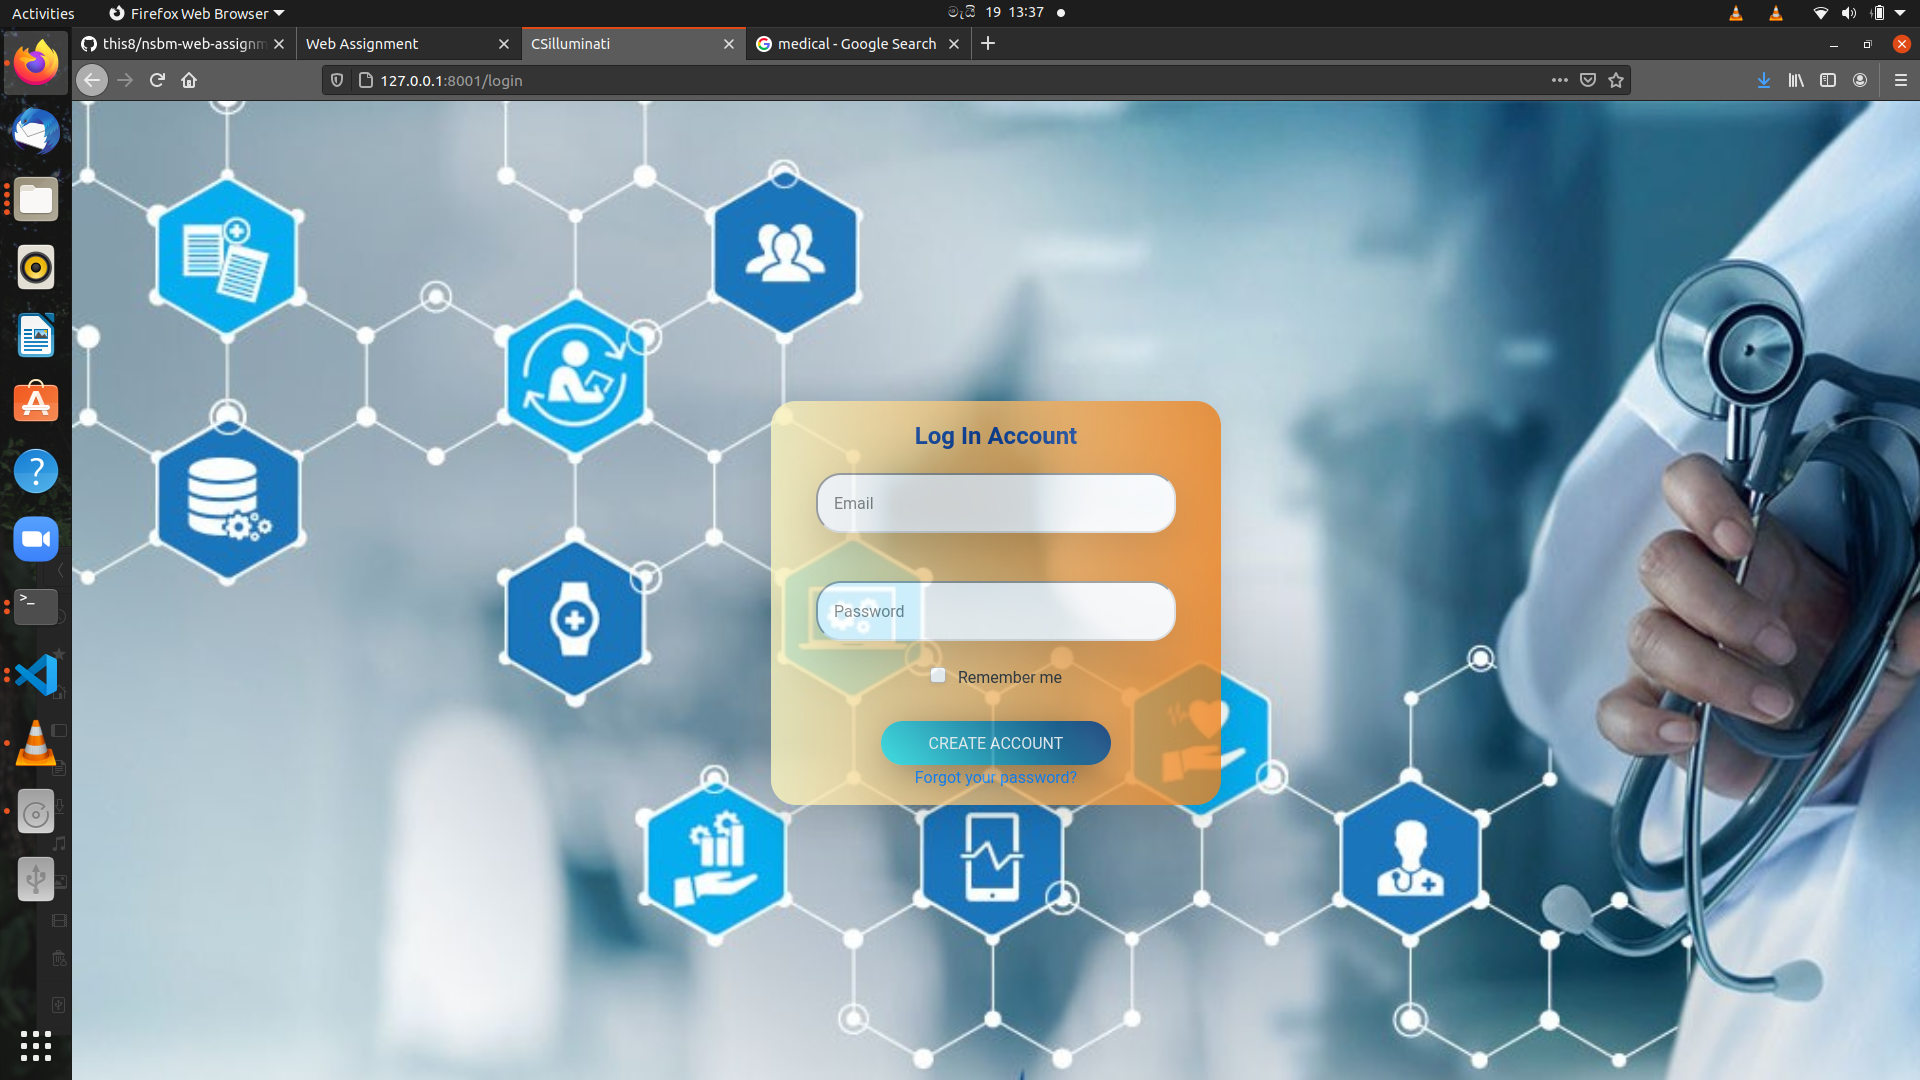 Activities
Firefox Web Browser
මැයි 19 13:37
this8/nsbm-web-assignm
Web Assignment
CSilluminati
medical - Google Search
127.0.0.1:8001/login
Log In Account
Email
Password
Remember me
CREATE ACCOUNT
Forgot your password?